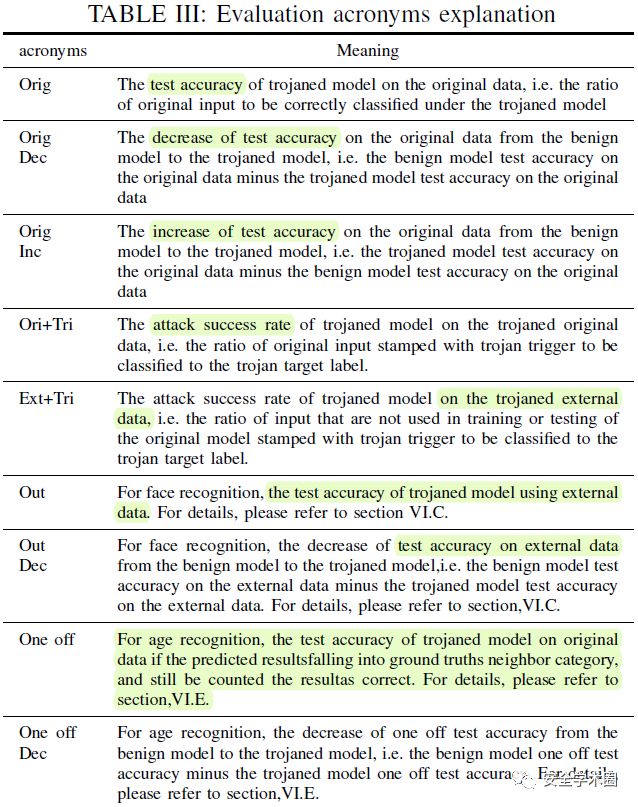 TABLE III: Evaluation acronyms explanation
acronyms Meaning
Orig The test accuracy of trojaned model on the original data, i.e. the ratio
of original input to be correctly classified under the trojaned model
Orig The decrease of test accuracy on the original data from the benign
Dec model to the trojaned model, i.e. the benign model test accuracy on
the original data minus the trojaned model test accuracy on the original
data
Orig The increase of test accuracy on the original data from the benign
Inc model to the trojaned model, i.e. the trojaned model test accuracy on
the original data minus the benign model test accuracy on the original
data
Ori+Tri The attack success rate of trojaned model on the trojaned original
data, i.e. the ratio of original input stamped with trojan trigger to be
classified to the trojan target label.
Ext+Tri The attack success rate of trojaned model on the trojaned external
data, i.e. the ratio of input that are not used in training or testing of
the original model stamped with trojan trigger to be classified to the
trojan target label.
Out For face recognition, the test accuracy of trojaned model using external
data. For details, please refer to section VI.C.
Out For face recognition, the decrease of test accuracy on external data
Dec from the benign model to the trojaned model,i.e. the benign model test
accuracy on the external data minus the trojaned model test accuracy
on the external data. For details, please refer to section,VI.C.
One off For age recognition, the test accuracy of trojaned model on original
data if the predicted resultsfalling into ground truths neighbor category,
and still be counted the resultas correct. For details, please refer to
section,VI.E.
One off For age recognition, the decrease of one off test accuracy from the
Dec benign model to the trojaned model, i.e. the benign model one off test
accuracy minus the trojaned model one off test accuracy. For details
please refer to section,VI.E.
安全学术圈